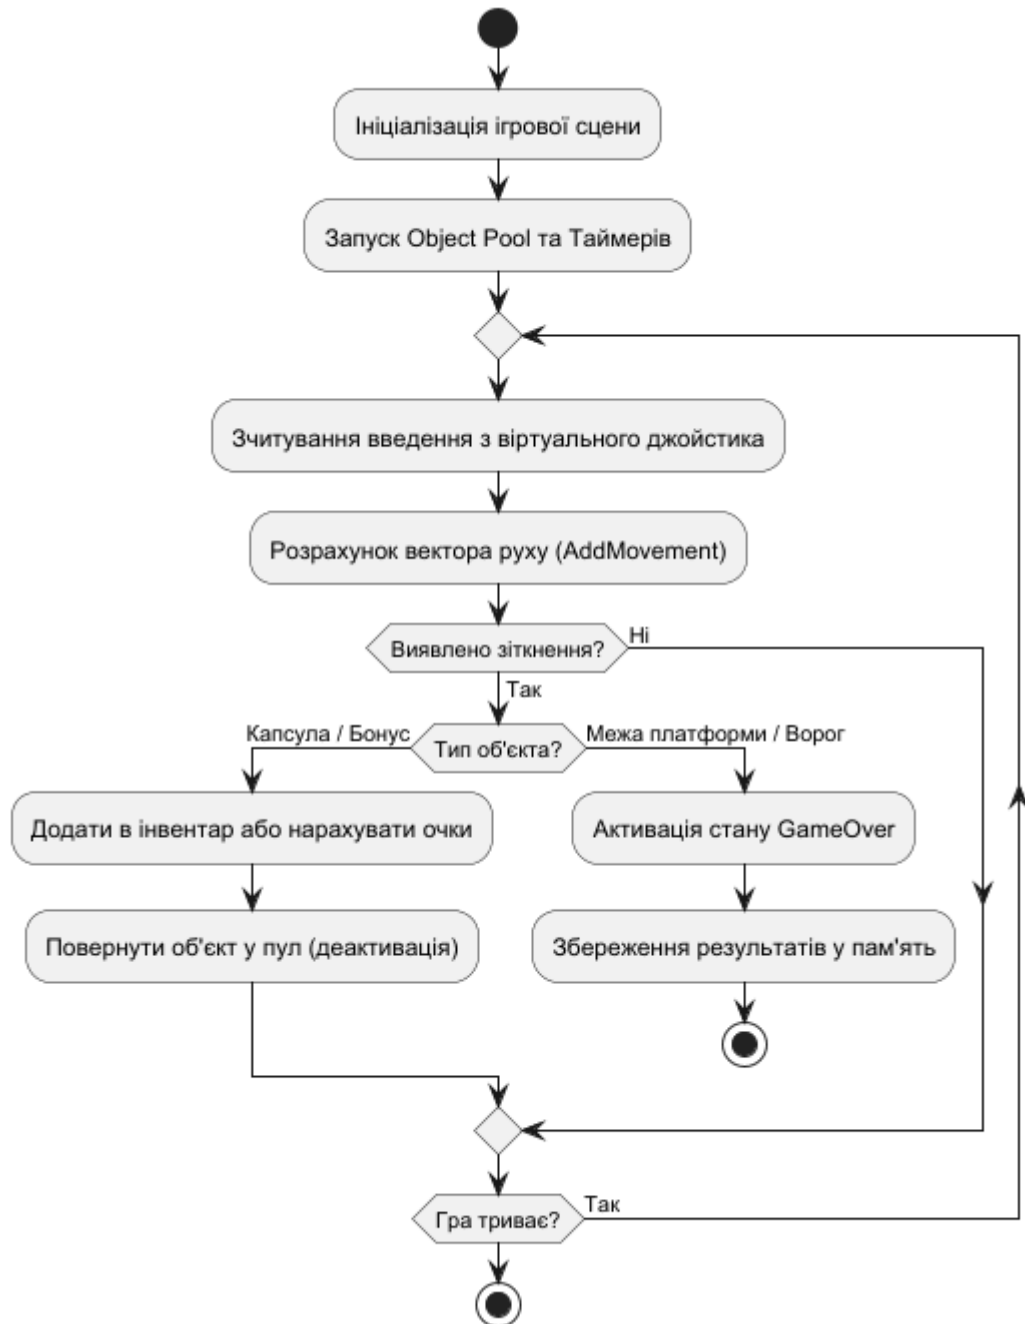 Ініціалізація ігрової сцени
Запуск Object Pool та Таймерів
Зчитування введення з віртуального джойстика
Розрахунок вектора руху (AddMovement)
Виявлено зіткнення?
Ні
Так
Капсула / Бонус
Тип об'єкта?
Межа платформи / Ворог
Додати в інвентар або нарахувати очки
Активація стану GameOver
Повернути об'єкт у пул (деактивація)
Збереження результатів у пам'ять
Гра триває?
Так